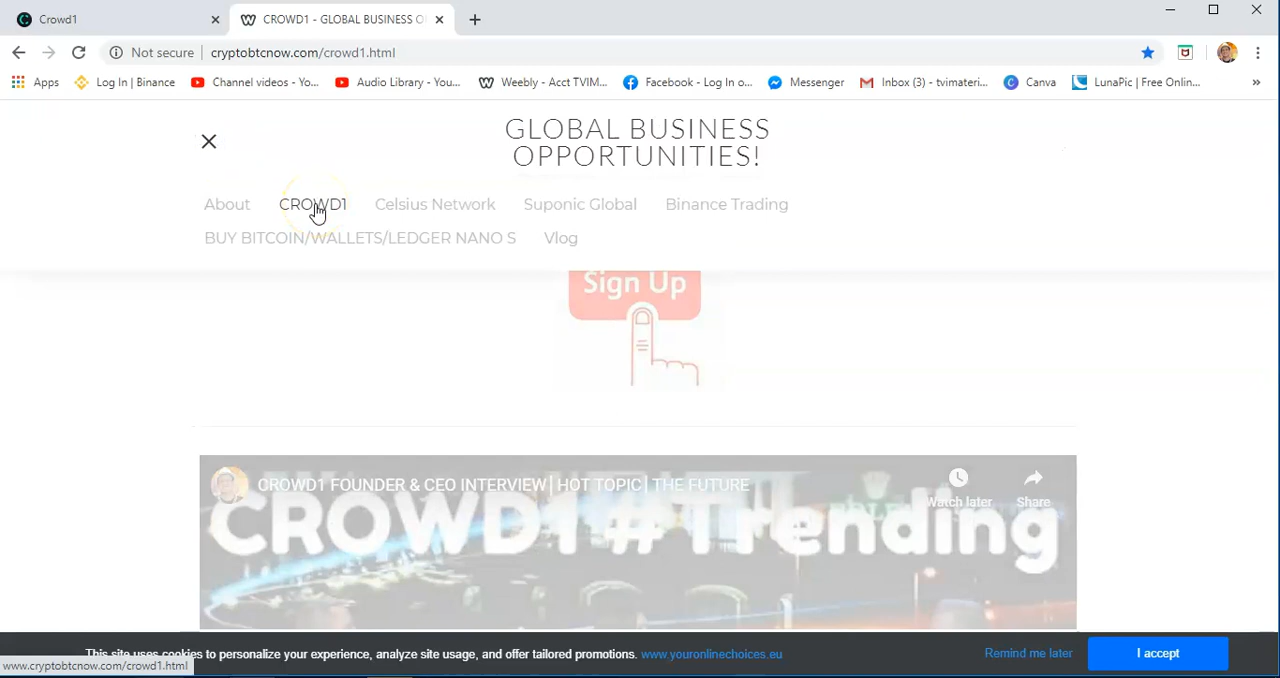 Crowd1
CROWD1 - GLOBAL BUSINESS O
Not secure | cryptobtcnow.com/crowd1.html
Apps Log In | Binance Channel videos - Yo... Audio Library - You... Weebly - Acct TVIM... Facebook - Log In o... Messenger Inbox (3) - tvimateri... Canva LunaPic | Free Onlin... »
GLOBAL BUSINESS
OPPORTUNITIES!
About CROWD1 Celsius Network Suponic Global Binance Trading
BUY BITCOIN/WALLETS/LEDGER NANO S Vlog
Sign Up
CROWD1 FOUNDER & CEO INTERVIEW | HOT TOPIC | THE FUTURE
Watch later Share
CROWD1 #Trending
This site uses cookies to personalize your experience, analyze site usage, and offer tailored promotions. www.youronlinechoices.eu
Remind me later I accept
www.cryptobtcnow.com/crowd1.html